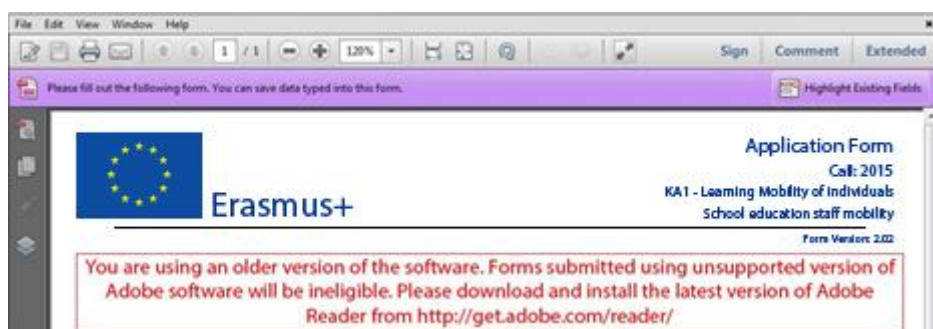 File Edit View Window Help
1 / 1 120% Sign Comment Extended
Please fill out the following form. You can save data typed into this form. Highlight Existing Fields
Application Form
Call: 2015
Erasmus+
KA1 - Learning Mobility of Individuals
School education staff mobility
Form Version: 2.02
You are using an older version of the software. Forms submitted using unsupported version of
Adobe software will be ineligible. Please download and install the latest version of Adobe
Reader from http://get.adobe.com/reader/